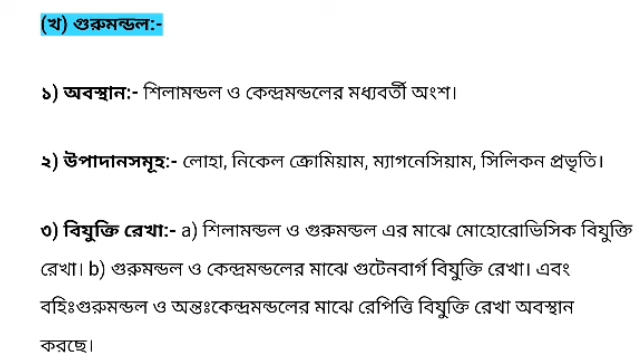 (খ) গুরুমন্ডল:-
১) অবস্থান:- শিলামন্ডল ও কেন্দ্রমন্ডলের মধ্যবর্তী অংশ।
২) উপাদানসমূহ:- লোহা, নিকেল ক্রোমিয়াম, ম্যাগনেসিয়াম, সিলিকন প্রভৃতি।
৩) বিযুক্তি রেখা:- a) শিলামন্ডল ও গুরুমন্ডল এর মাঝে মোহোরোভিসিক বিযুক্তি
রেখা। b) গুরুমন্ডল ও কেন্দ্রমন্ডলের মাঝে গুটেনবার্গ বিযুক্তি রেখা। এবং
বহিঃগুরুমন্ডল ও অন্তঃকেন্দ্রমন্ডলের মাঝে রেপিত্তি বিযুক্তি রেখা অবস্থান
করছে।